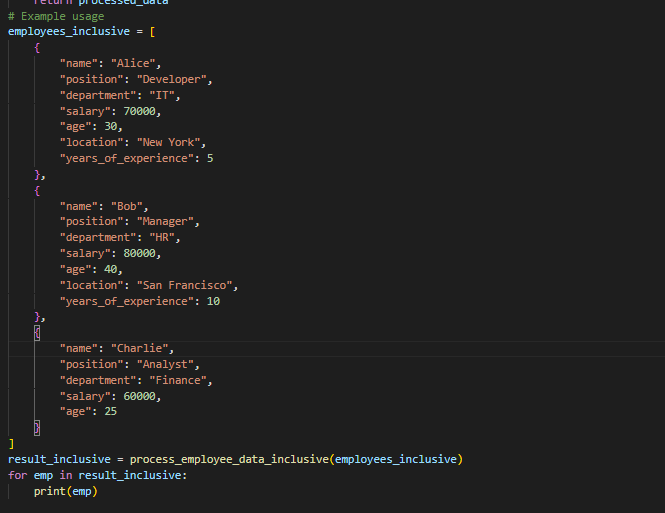 return processed_data
# Example usage
employees_inclusive = [
    {
        "name": "Alice",
        "position": "Developer",
        "department": "IT",
        "salary": 70000,
        "age": 30,
        "location": "New York",
        "years_of_experience": 5
    },
    {
        "name": "Bob",
        "position": "Manager",
        "department": "HR",
        "salary": 80000,
        "age": 40,
        "location": "San Francisco",
        "years_of_experience": 10
    },
    {
        "name": "Charlie",
        "position": "Analyst",
        "department": "Finance",
        "salary": 60000,
        "age": 25
    }
]
result_inclusive = process_employee_data_inclusive(employees_inclusive)
for emp in result_inclusive:
    print(emp)